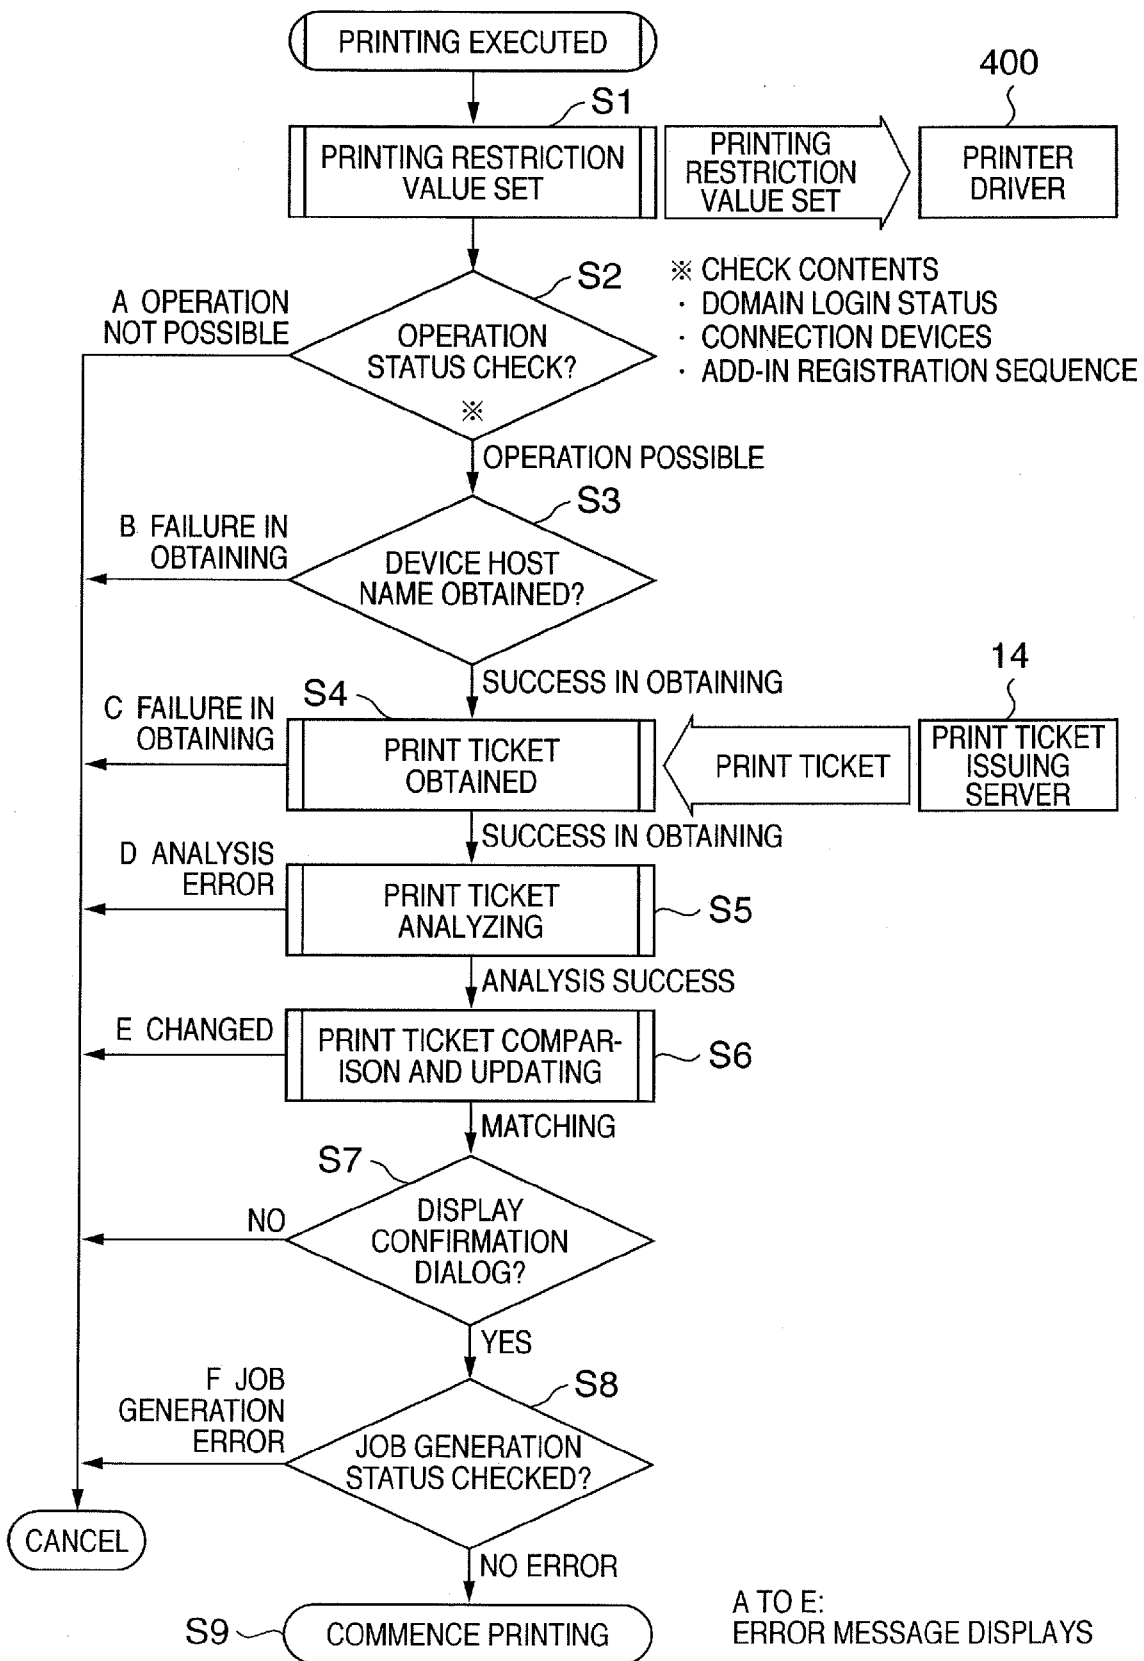 PRINTING EXECUTED
400
S1
PRINTING RESTRICTION
VALUE SET
PRINTING
RESTRICTION
VALUE SET
PRINTER
DRIVER
S2
※ CHECK CONTENTS
· DOMAIN LOGIN STATUS
· CONNECTION DEVICES
· ADD-IN REGISTRATION SEQUENCE
A OPERATION
NOT POSSIBLE
OPERATION
STATUS CHECK?
※
OPERATION POSSIBLE
S3
B FAILURE IN
OBTAINING
DEVICE HOST
NAME OBTAINED?
SUCCESS IN OBTAINING
14
S4
C FAILURE IN
OBTAINING
PRINT TICKET
OBTAINED
PRINT TICKET
PRINT TICKET
ISSUING
SERVER
SUCCESS IN OBTAINING
D ANALYSIS
ERROR
PRINT TICKET
ANALYZING
S5
ANALYSIS SUCCESS
E CHANGED
PRINT TICKET COMPAR-
ISON AND UPDATING
S6
MATCHING
S7
NO
DISPLAY
CONFIRMATION
DIALOG?
YES
S8
F JOB
GENERATION
ERROR
JOB GENERATION
STATUS CHECKED?
CANCEL
NO ERROR
S9
COMMENCE PRINTING
A TO E:
ERROR MESSAGE DISPLAYS